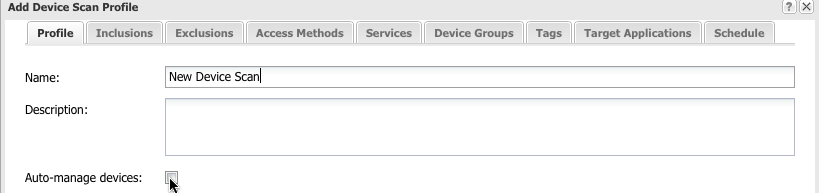 Add Device Scan Profile ? X
Profile Inclusions Exclusions Access Methods Services Device Groups Tags Target Applications Schedule
Name: New Device Scan
Description:
Auto-manage devices: